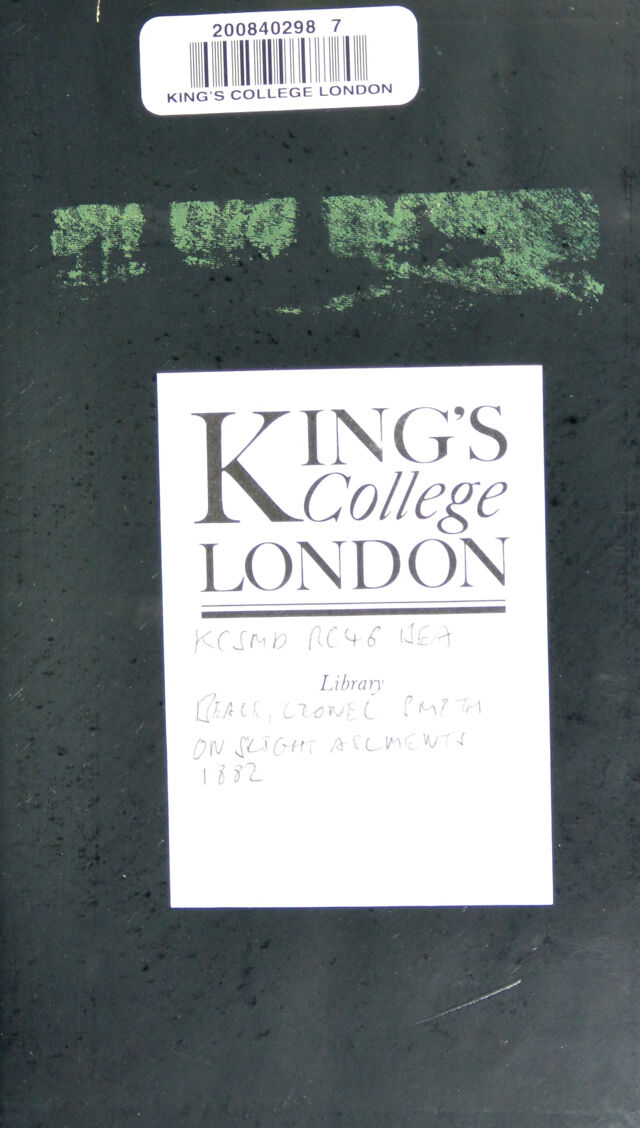 200840298 7
KING'S COLLEGE LONDON
KING'S
College
LONDON
KCSMD RC46 BEA
Library
BEALE, LIONEL SMITH
ON SLIGHT AILMENTS
1882